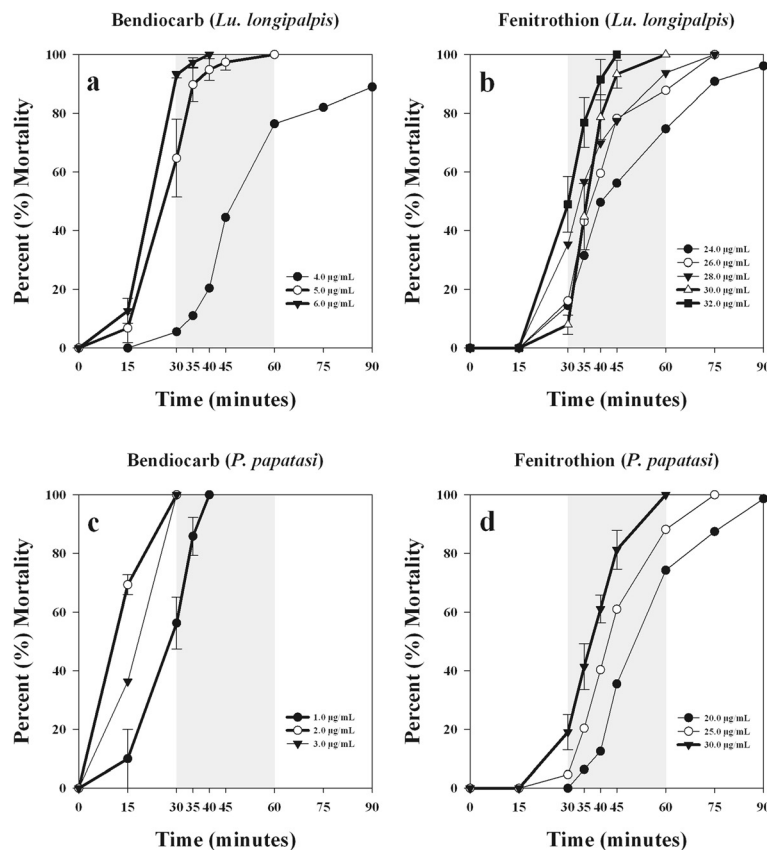 Bendiocarb (Lu. longipalpis)
a
Percent (%) Mortality
100
80
60
40
20
0
4.0 µg/mL
5.0 µg/mL
6.0 µg/mL
0 15 30 35 40 45 60 75 90
Time (minutes)
Fenitrothion (Lu. longipalpis)
b
Percent (%) Mortality
100
80
60
40
20
0
24.0 µg/mL
26.0 µg/mL
28.0 µg/mL
30.0 µg/mL
32.0 µg/mL
0 15 30 35 40 45 60 75 90
Time (minutes)
Bendiocarb (P. papatasi)
c
Percent (%) Mortality
100
80
60
40
20
0
1.0 µg/mL
2.0 µg/mL
3.0 µg/mL
0 15 30 35 40 45 60 75 90
Time (minutes)
Fenitrothion (P. papatasi)
d
Percent (%) Mortality
100
80
60
40
20
0
20.0 µg/mL
25.0 µg/mL
30.0 µg/mL
0 15 30 35 40 45 60 75 90
Time (minutes)